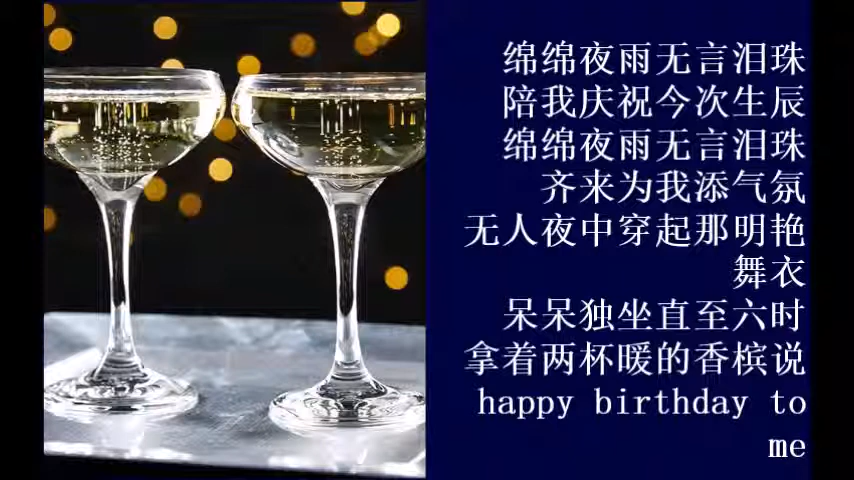 绵绵夜雨无言泪珠
陪我庆祝今次生辰
绵绵夜雨无言泪珠
齐来为我添气氛
无人夜中穿起那明艳
舞衣
呆呆独坐直至六时
拿着两杯暖的香槟说
happy birthday to
me